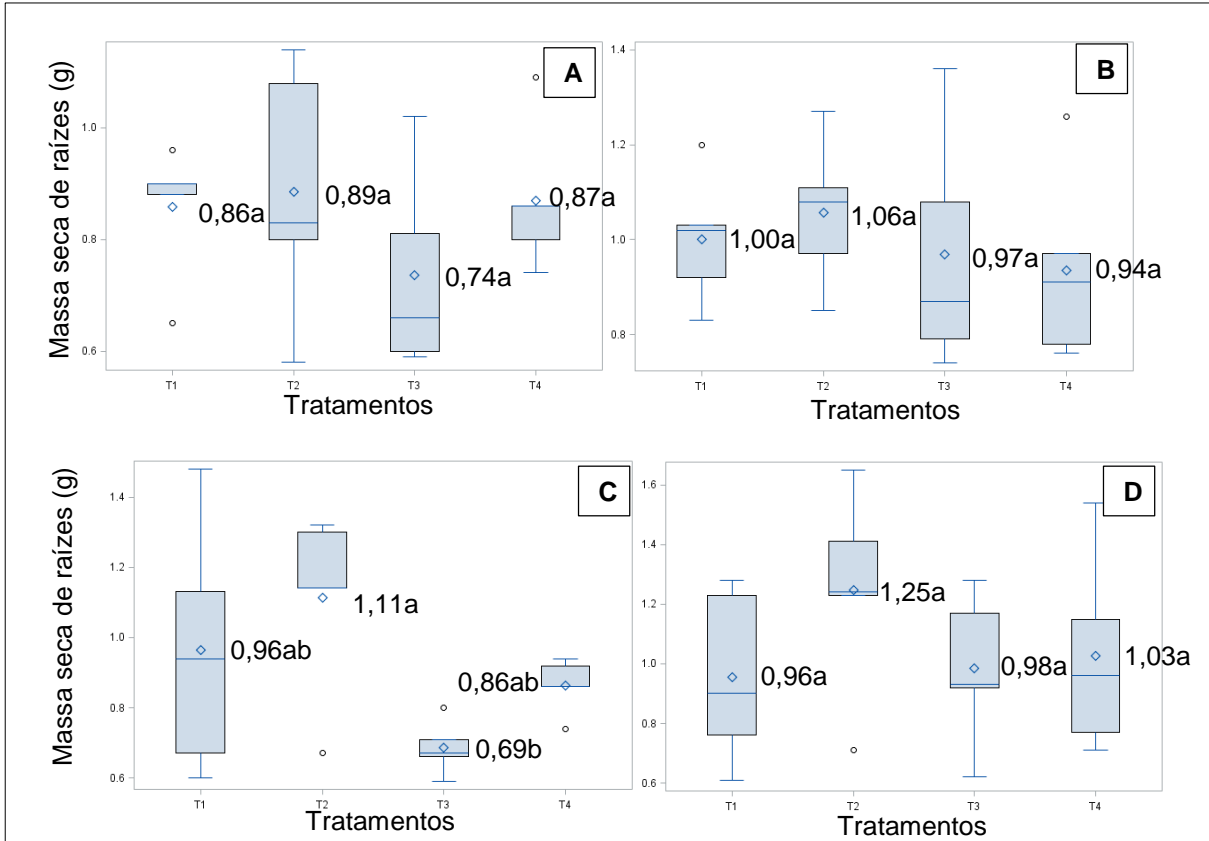 A
Massa seca de raízes (g)
1.0
0.8
0.6
0,86a
0,89a
0,74a
0,87a
T1
T2
T3
T4
Tratamentos
B
1.4
1.2
1.0
0.8
1,00a
1,06a
0,97a
0,94a
T1
T2
T3
T4
Tratamentos
C
Massa seca de raízes (g)
1.4
1.2
1.0
0.8
0.6
0,96ab
1,11a
0,69b
0,86ab
T1
T2
T3
T4
Tratamentos
D
1.6
1.4
1.2
1.0
0.8
0.6
0,96a
1,25a
0,98a
1,03a
T1
T2
T3
T4
Tratamentos